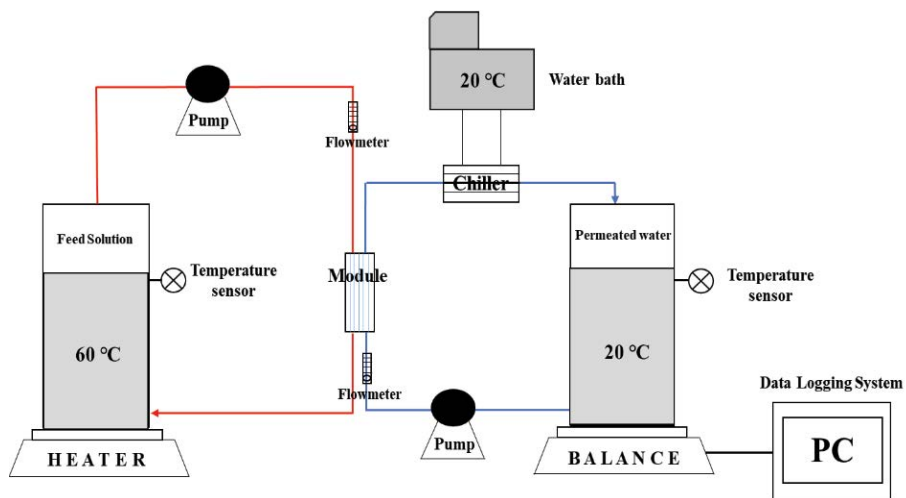 20 °C
Water bath
Pump
Flowmeter
Chiller
Feed Solution
Permeated water
Temperature
sensor
Module
Temperature
sensor
60 °C
20 °C
Flowmeter
Data Logging System
Pump
PC
HEATER
BALANCE